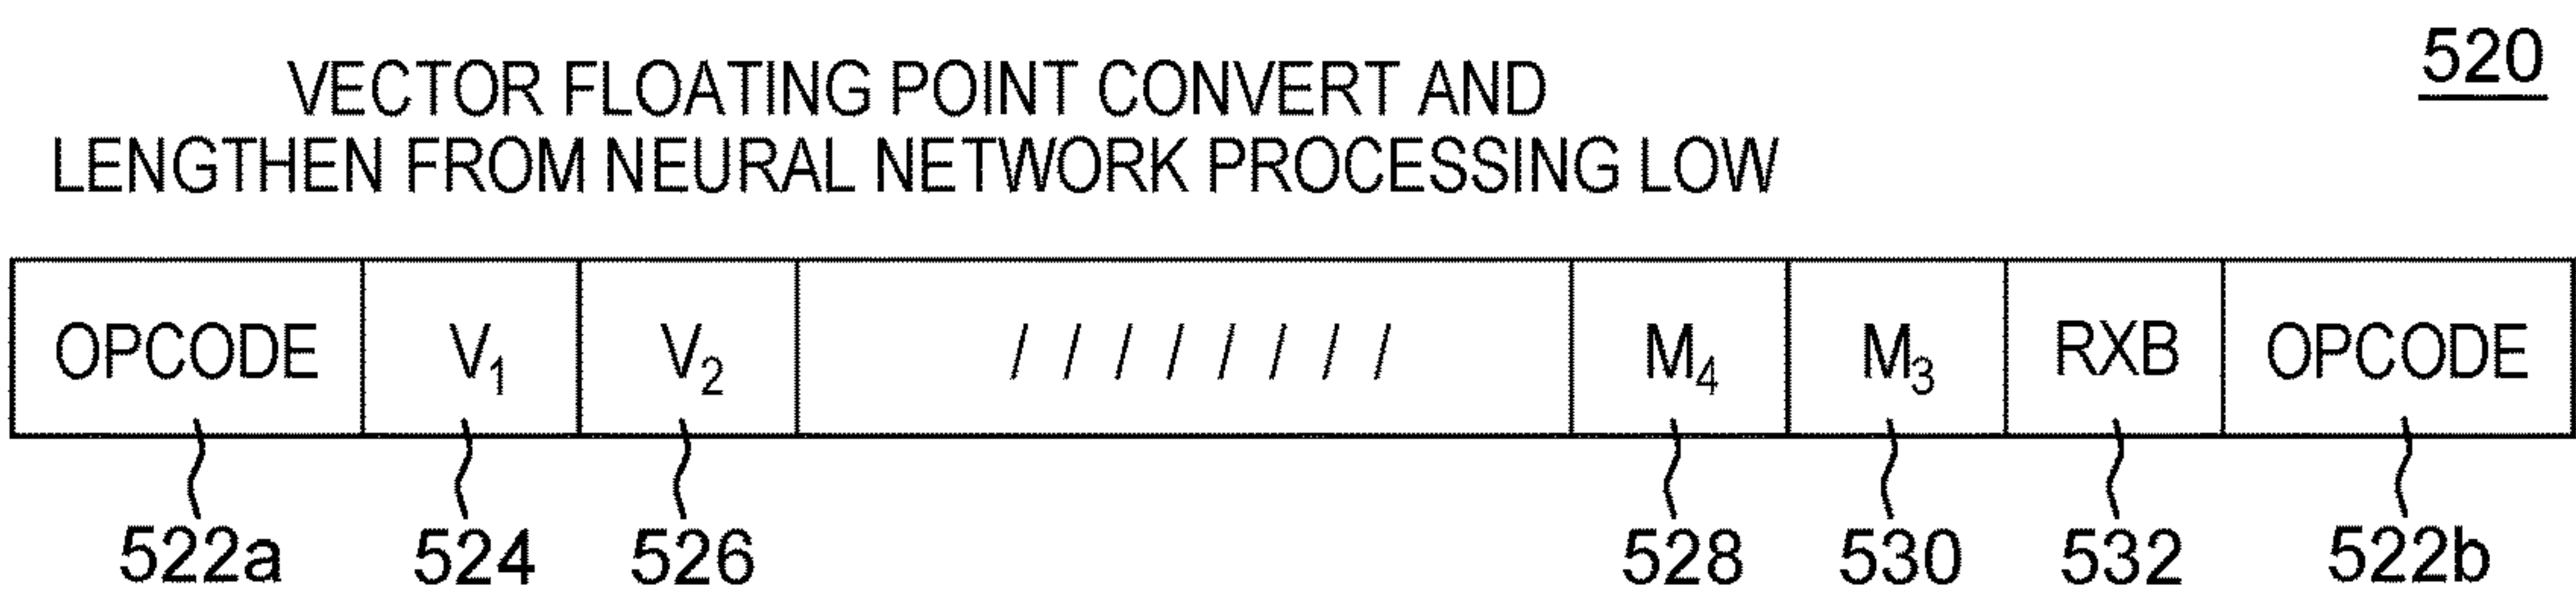 520
VECTOR FLOATING POINT CONVERT AND
LENGTHEN FROM NEURAL NETWORK PROCESSING LOW
OPCODE V₁ V₂ / / / / / / / / M₄ M₃ RXB OPCODE
522a 524 526 528 530 532 522b